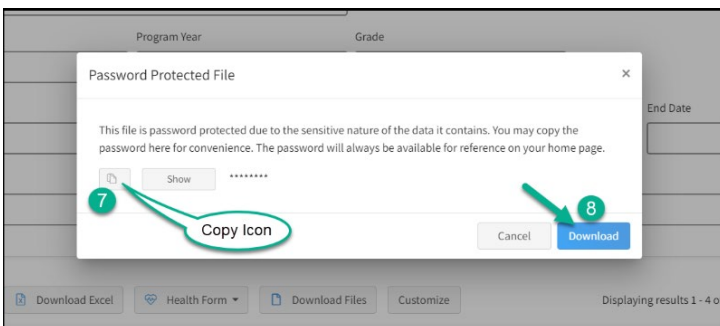 Program Year Grade
Password Protected File ×
End Date
This file is password protected due to the sensitive nature of the data it contains. You may copy the
password here for convenience. The password will always be available for reference on your home page.
Show ********
7
Copy Icon
8
Cancel Download
Download Excel Health Form Download Files Customize Displaying results 1 - 4 o